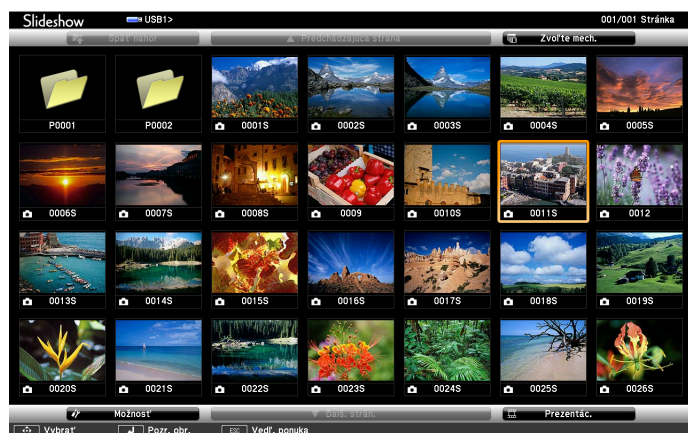 Slideshow USB1> 001/001 Stránka
Späť nahor Predchádzajúca strana Zvoľte mech.
P0001 P0002 0001S 0002S 0003S 0004S 0005S
0006S 0007S 0008S 0009 0010S 0011S 0012
0013S 0014S 0015S 0016S 0017S 0018S 0019S
0020S 0021S 0022S 0023S 0024S 0025S 0026S
Možnosť Ďalš. strán. Prezentác.
Vybrať Pozr. obr. ESC Vedľ. ponuka